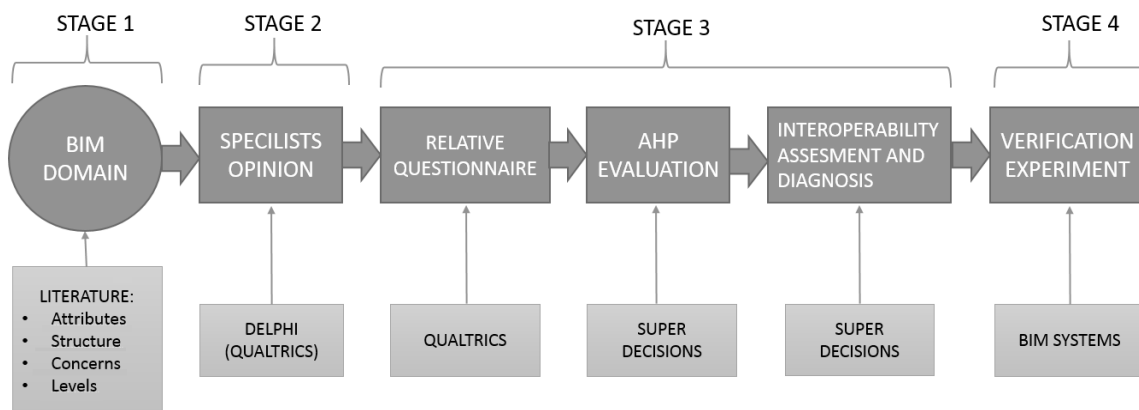 STAGE 1
STAGE 2
STAGE 3
STAGE 4
BIM
DOMAIN
SPECILISTS
OPINION
RELATIVE
QUESTIONNAIRE
AHP
EVALUATION
INTEROPERABILITY
ASSESMENT AND
DIAGNOSIS
VERIFICATION
EXPERIMENT
LITERATURE:
• Attributes
• Structure
• Concerns
• Levels
DELPHI
(QUALTRICS)
QUALTRICS
SUPER
DECISIONS
SUPER
DECISIONS
BIM SYSTEMS